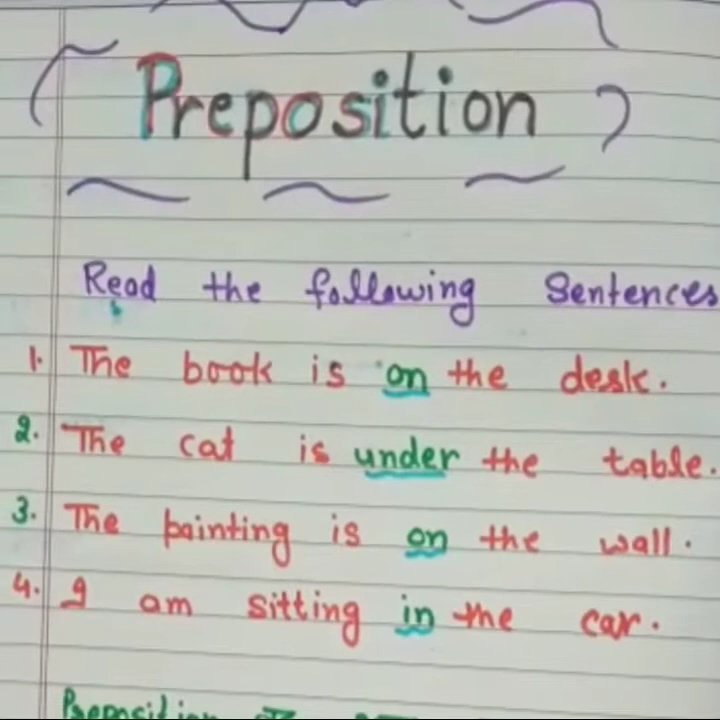 Preposition
Read the following Sentences
1. The book is on the desk.
2. The cat is under the table.
3. The painting is on the wall.
4. I am sitting in the car.
Preposition